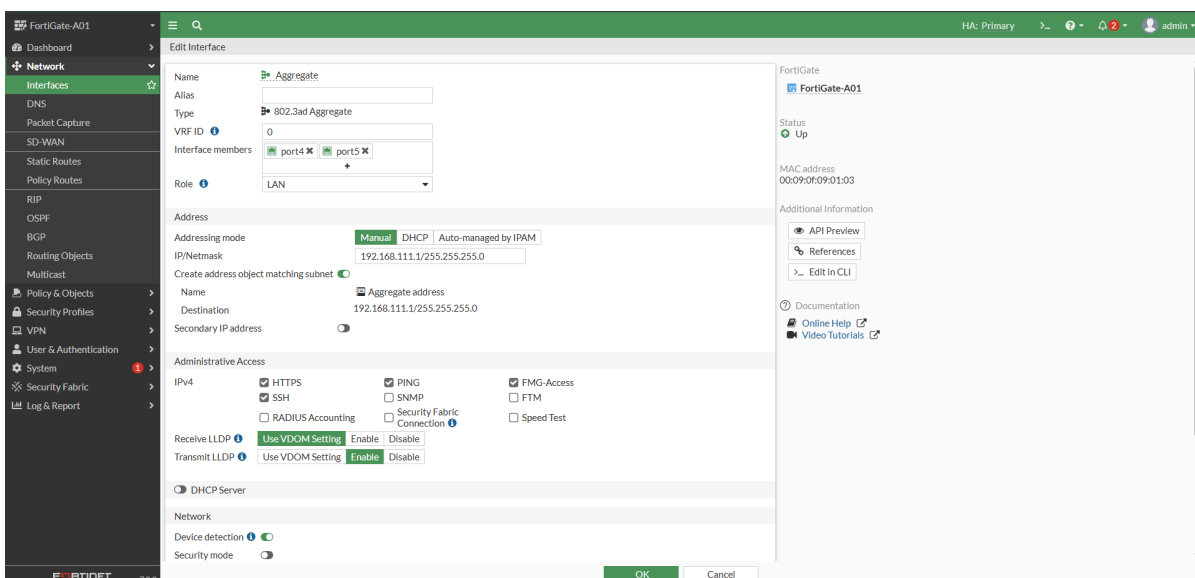 FortiGate-A01
HA: Primary
>_
2
admin
Dashboard
Edit Interface
Network
Interfaces
DNS
Packet Capture
SD-WAN
Static Routes
Policy Routes
RIP
OSPF
BGP
Routing Objects
Multicast
Policy & Objects
Security Profiles
VPN
User & Authentication
System 1
Security Fabric
Log & Report
FORTINET
Name Aggregate
Alias
Type 802.3ad Aggregate
VRF ID 0
Interface members port4 port5
+
Role LAN
Address
Addressing mode Manual DHCP Auto-managed by IPAM
IP/Netmask 192.168.111.1/255.255.255.0
Create address object matching subnet
Name Aggregate address
Destination 192.168.111.1/255.255.255.0
Secondary IP address
Administrative Access
IPv4 HTTPS PING FMG-Access
SSH SNMP FTM
RADIUS Accounting Security Fabric Connection Speed Test
Receive LLDP Use VDOM Setting Enable Disable
Transmit LLDP Use VDOM Setting Enable Disable
DHCP Server
Network
Device detection
Security mode
OK Cancel
FortiGate
FortiGate-A01
Status
Up
MAC address
00:09:0f:09:01:03
Additional Information
API Preview
References
>_ Edit in CLI
Documentation
Online Help
Video Tutorials